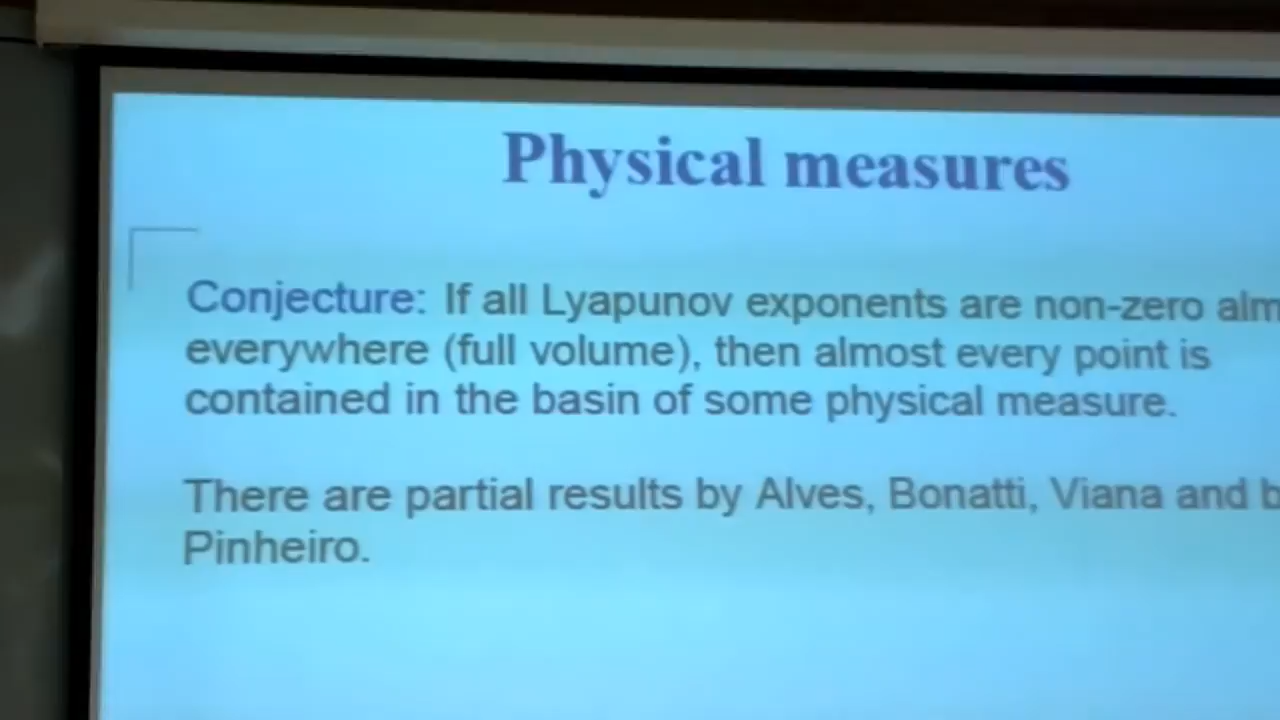 Physical measures
Conjecture: If all Lyapunov exponents are non-zero alm
everywhere (full volume), then almost every point is
contained in the basin of some physical measure.
There are partial results by Alves, Bonatti, Viana and b
Pinheiro.